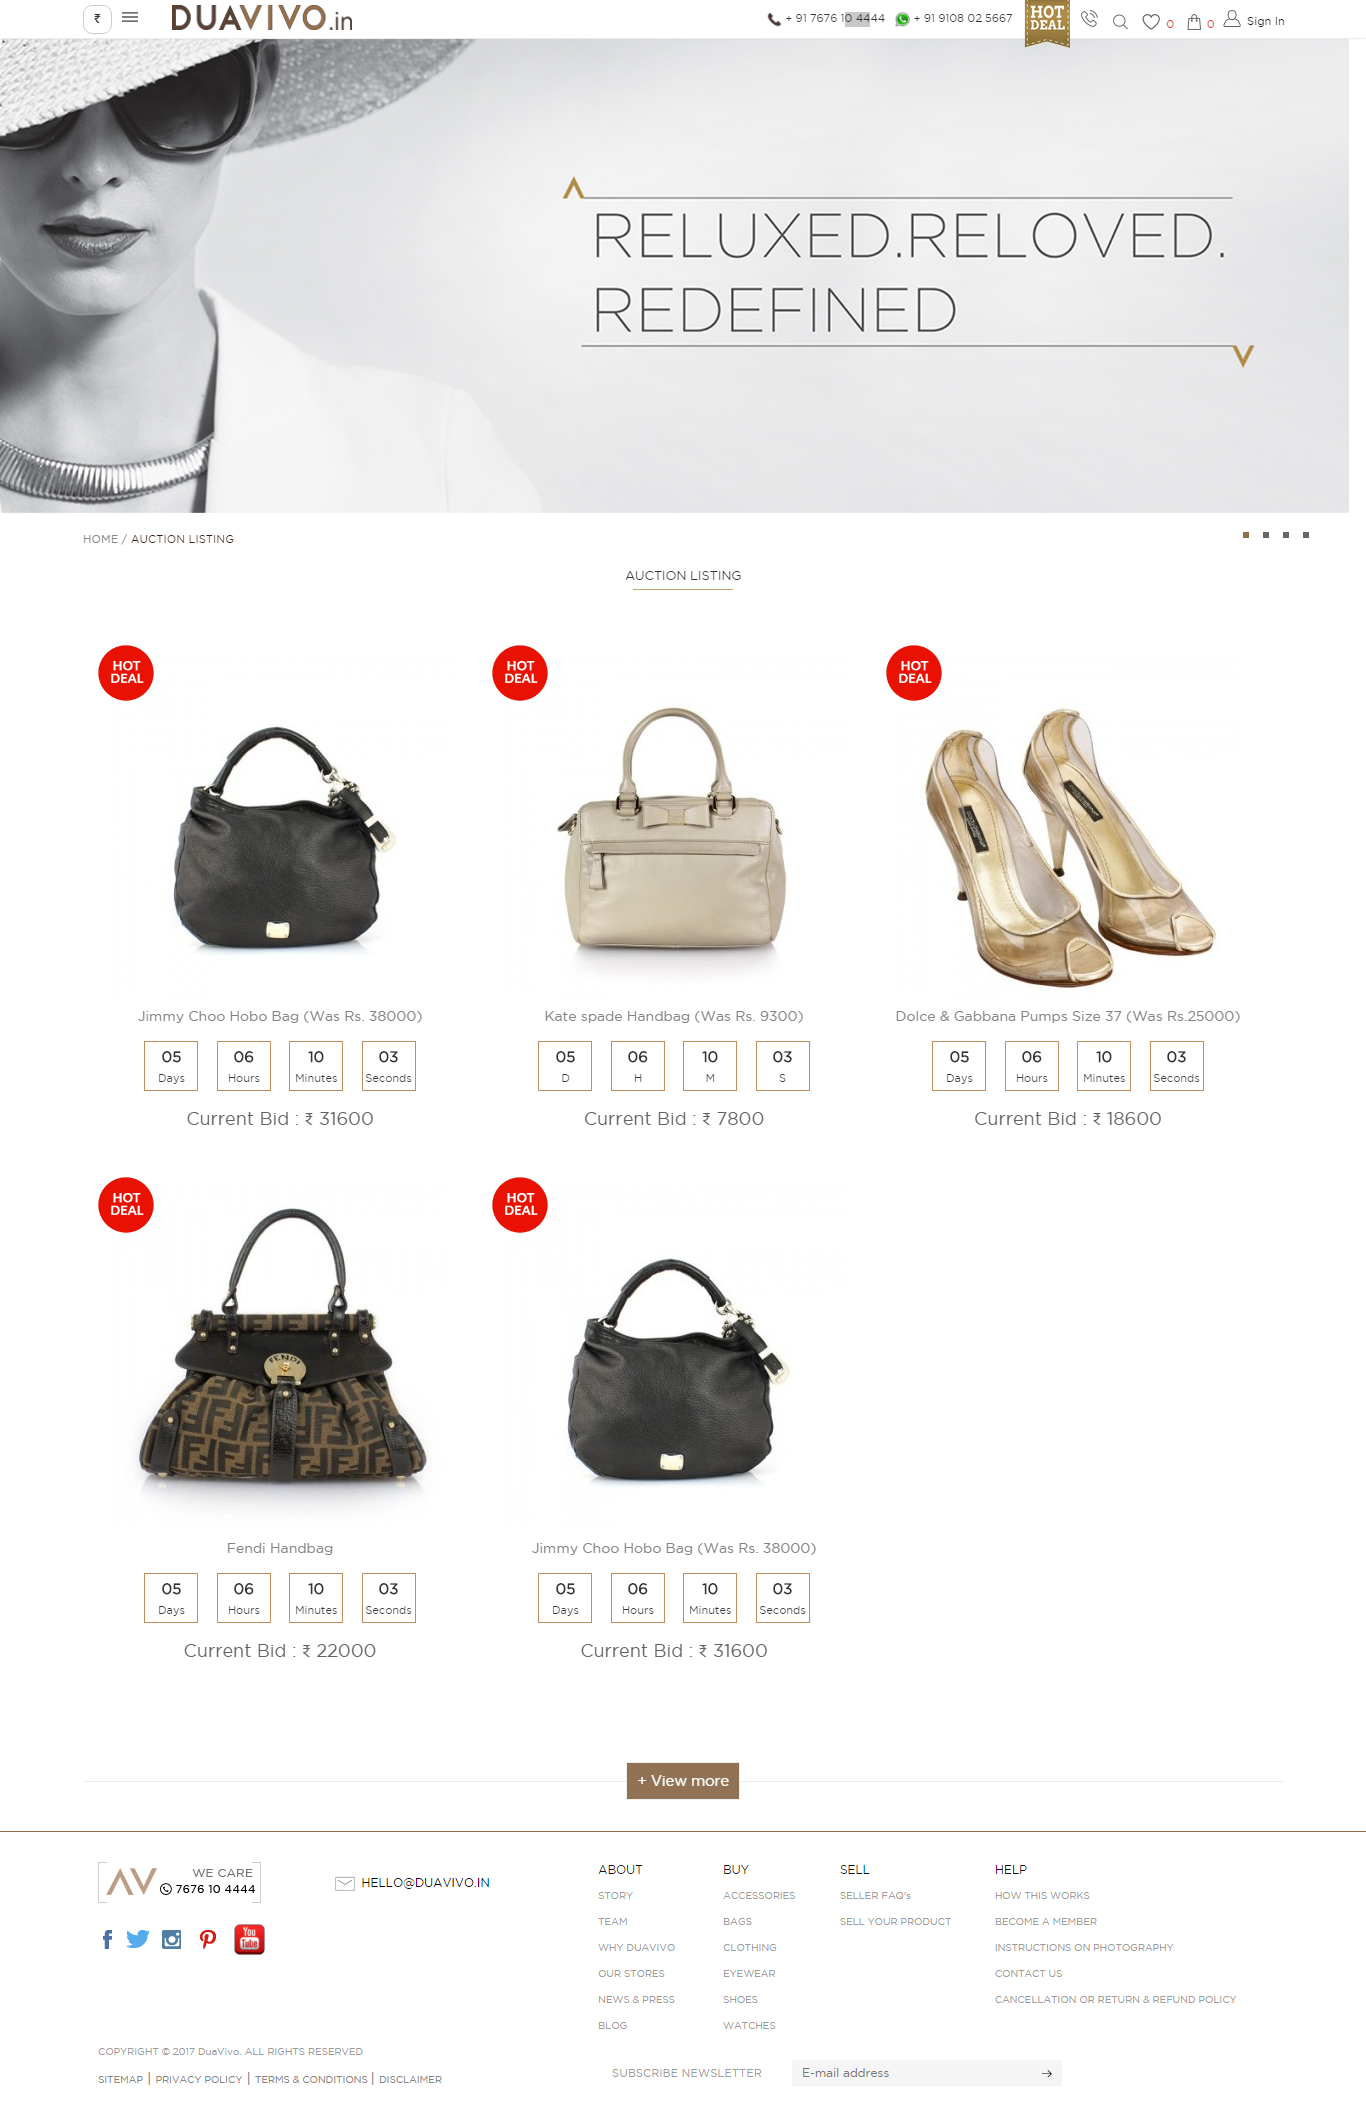 ₹
DUAVIVO.in
+ 91 7676 10 4444
+ 91 9108 02 5667
HOT
DEAL
0
0
Sign In
RELUXED.RELOVED.
REDEFINED
HOME / AUCTION LISTING
AUCTION LISTING
HOT
DEAL
HOT
DEAL
HOT
DEAL
Jimmy Choo Hobo Bag (Was Rs. 38000)
05 06 10 03
Days Hours Minutes Seconds
Current Bid : ₹ 31600
Kate spade Handbag (Was Rs. 9300)
05 06 10 03
D H M S
Current Bid : ₹ 7800
Dolce & Gabbana Pumps Size 37 (Was Rs.25000)
05 06 10 03
Days Hours Minutes Seconds
Current Bid : ₹ 18600
HOT
DEAL
HOT
DEAL
FENDI
Fendi Handbag
05 06 10 03
Days Hours Minutes Seconds
Current Bid : ₹ 22000
Jimmy Choo Hobo Bag (Was Rs. 38000)
05 06 10 03
Days Hours Minutes Seconds
Current Bid : ₹ 31600
+ View more
WE CARE
7676 10 4444
HELLO@DUAVIVO.IN
You
Tube
ABOUT
STORY
TEAM
WHY DUAVIVO
OUR STORES
NEWS & PRESS
BLOG
BUY
ACCESSORIES
BAGS
CLOTHING
EYEWEAR
SHOES
WATCHES
SELL
SELLER FAQ's
SELL YOUR PRODUCT
HELP
HOW THIS WORKS
BECOME A MEMBER
INSTRUCTIONS ON PHOTOGRAPHY
CONTACT US
CANCELLATION OR RETURN & REFUND POLICY
COPYRIGHT © 2017 DuaVivo. ALL RIGHTS RESERVED
SITEMAP | PRIVACY POLICY | TERMS & CONDITIONS | DISCLAIMER
SUBSCRIBE NEWSLETTER
E-mail address